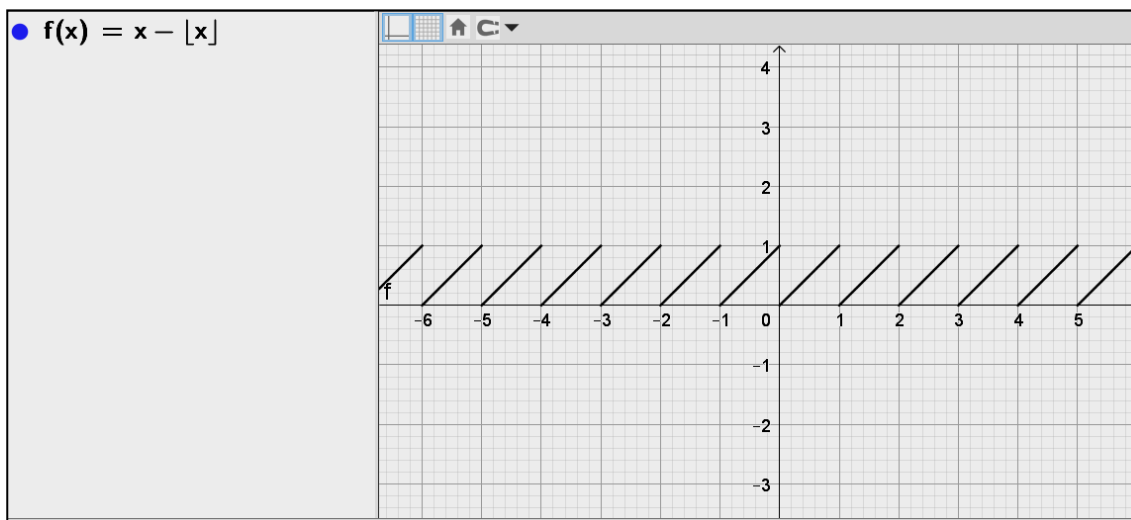 f(x) = x – ⌊x⌋
4
3
2
1
f
–6 –5 –4 –3 –2 –1 0 1 2 3 4 5
–1
–2
–3